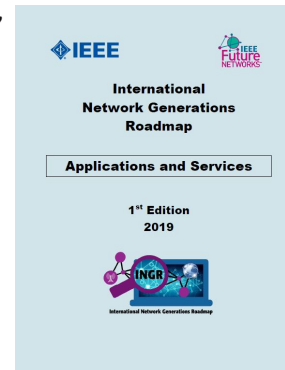 ,
IEEE
IEEE
Future
NETWORKS
International
Network Generations
Roadmap
Applications and Services
1st Edition
2019
INGR
International Network Generations Roadmap